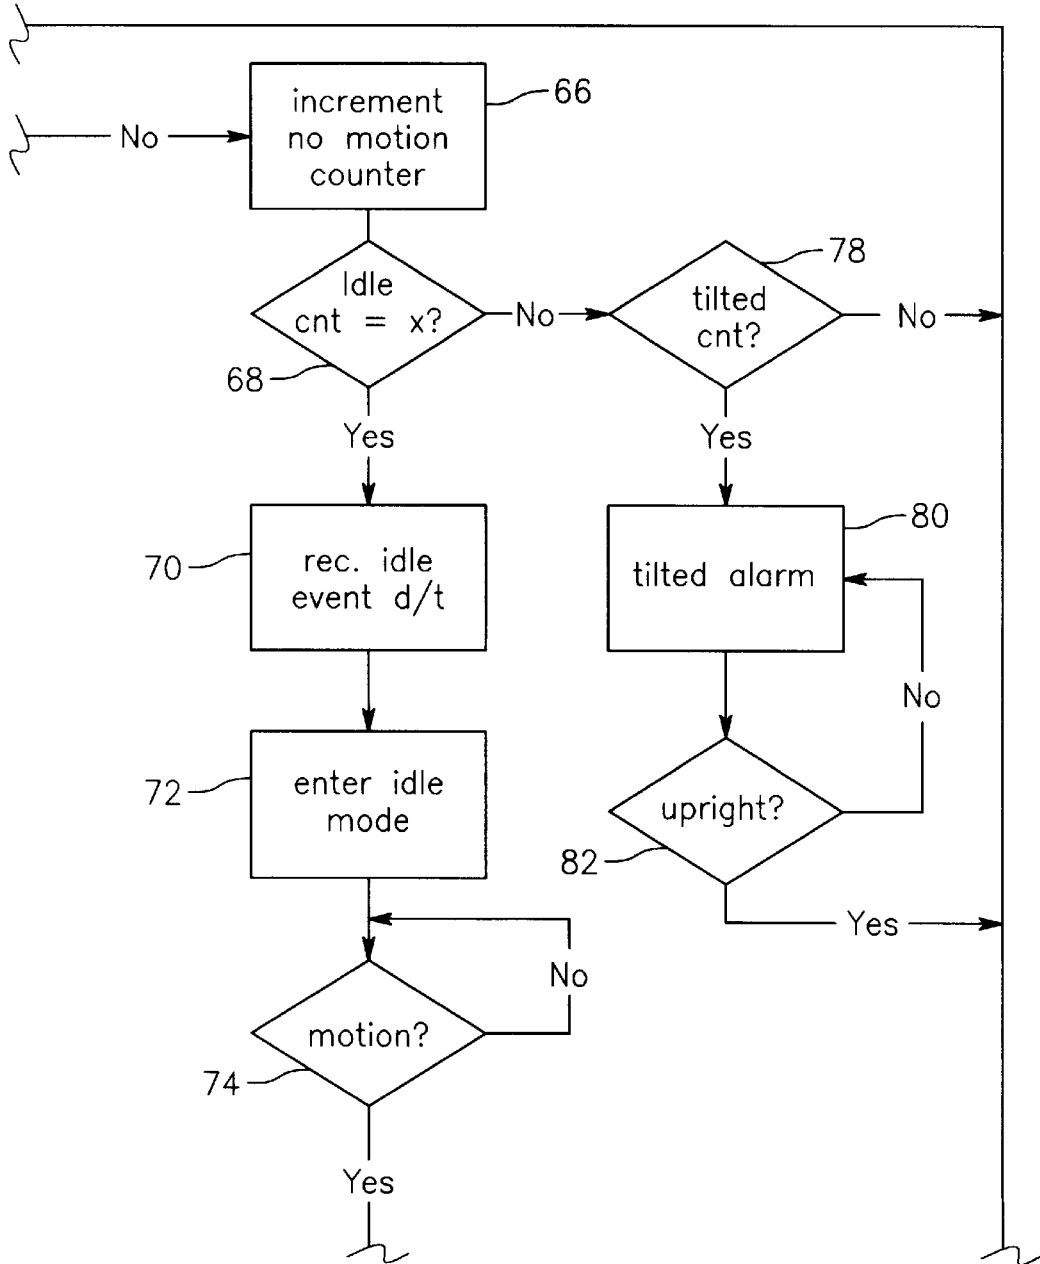 increment
no motion
counter
66
No
Idle
cnt = x?
68
No
tilted
cnt?
78
No
Yes
Yes
rec. idle
event d/t
70
tilted alarm
80
No
enter idle
mode
72
upright?
82
Yes
No
motion?
74
Yes